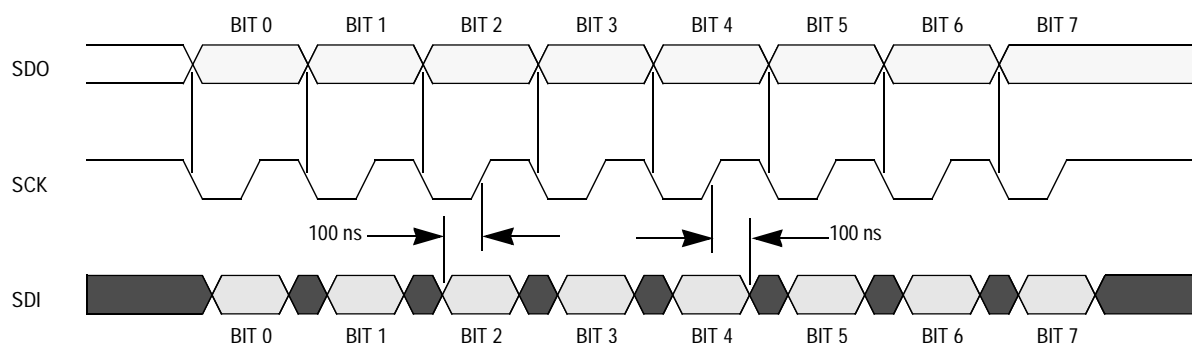 BIT 0 BIT 1 BIT 2 BIT 3 BIT 4 BIT 5 BIT 6 BIT 7
SDO
SCK
100 ns 100 ns
SDI
BIT 0 BIT 1 BIT 2 BIT 3 BIT 4 BIT 5 BIT 6 BIT 7